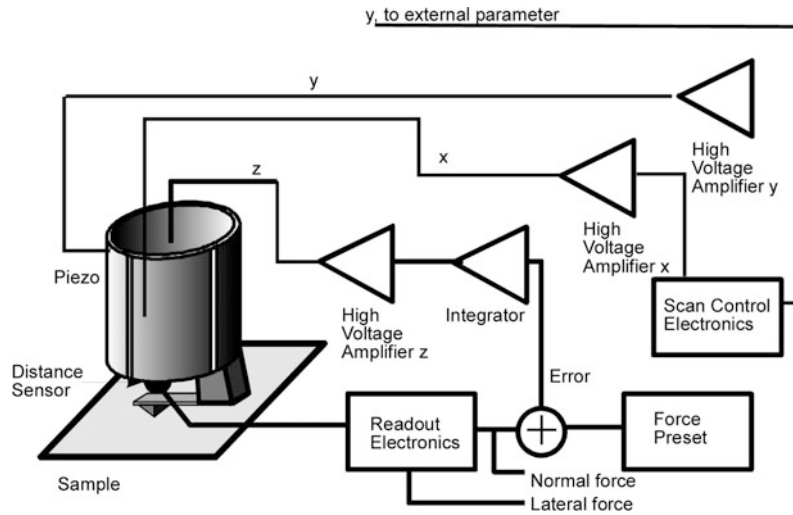 y, to external parameter
y
x
z
High
Voltage
Amplifier y
High
Voltage
Amplifier x
Piezo
High
Voltage
Amplifier z
Integrator
Scan Control
Electronics
Distance
Sensor
Error
Readout
Electronics
Force
Preset
Sample
Normal force
Lateral force